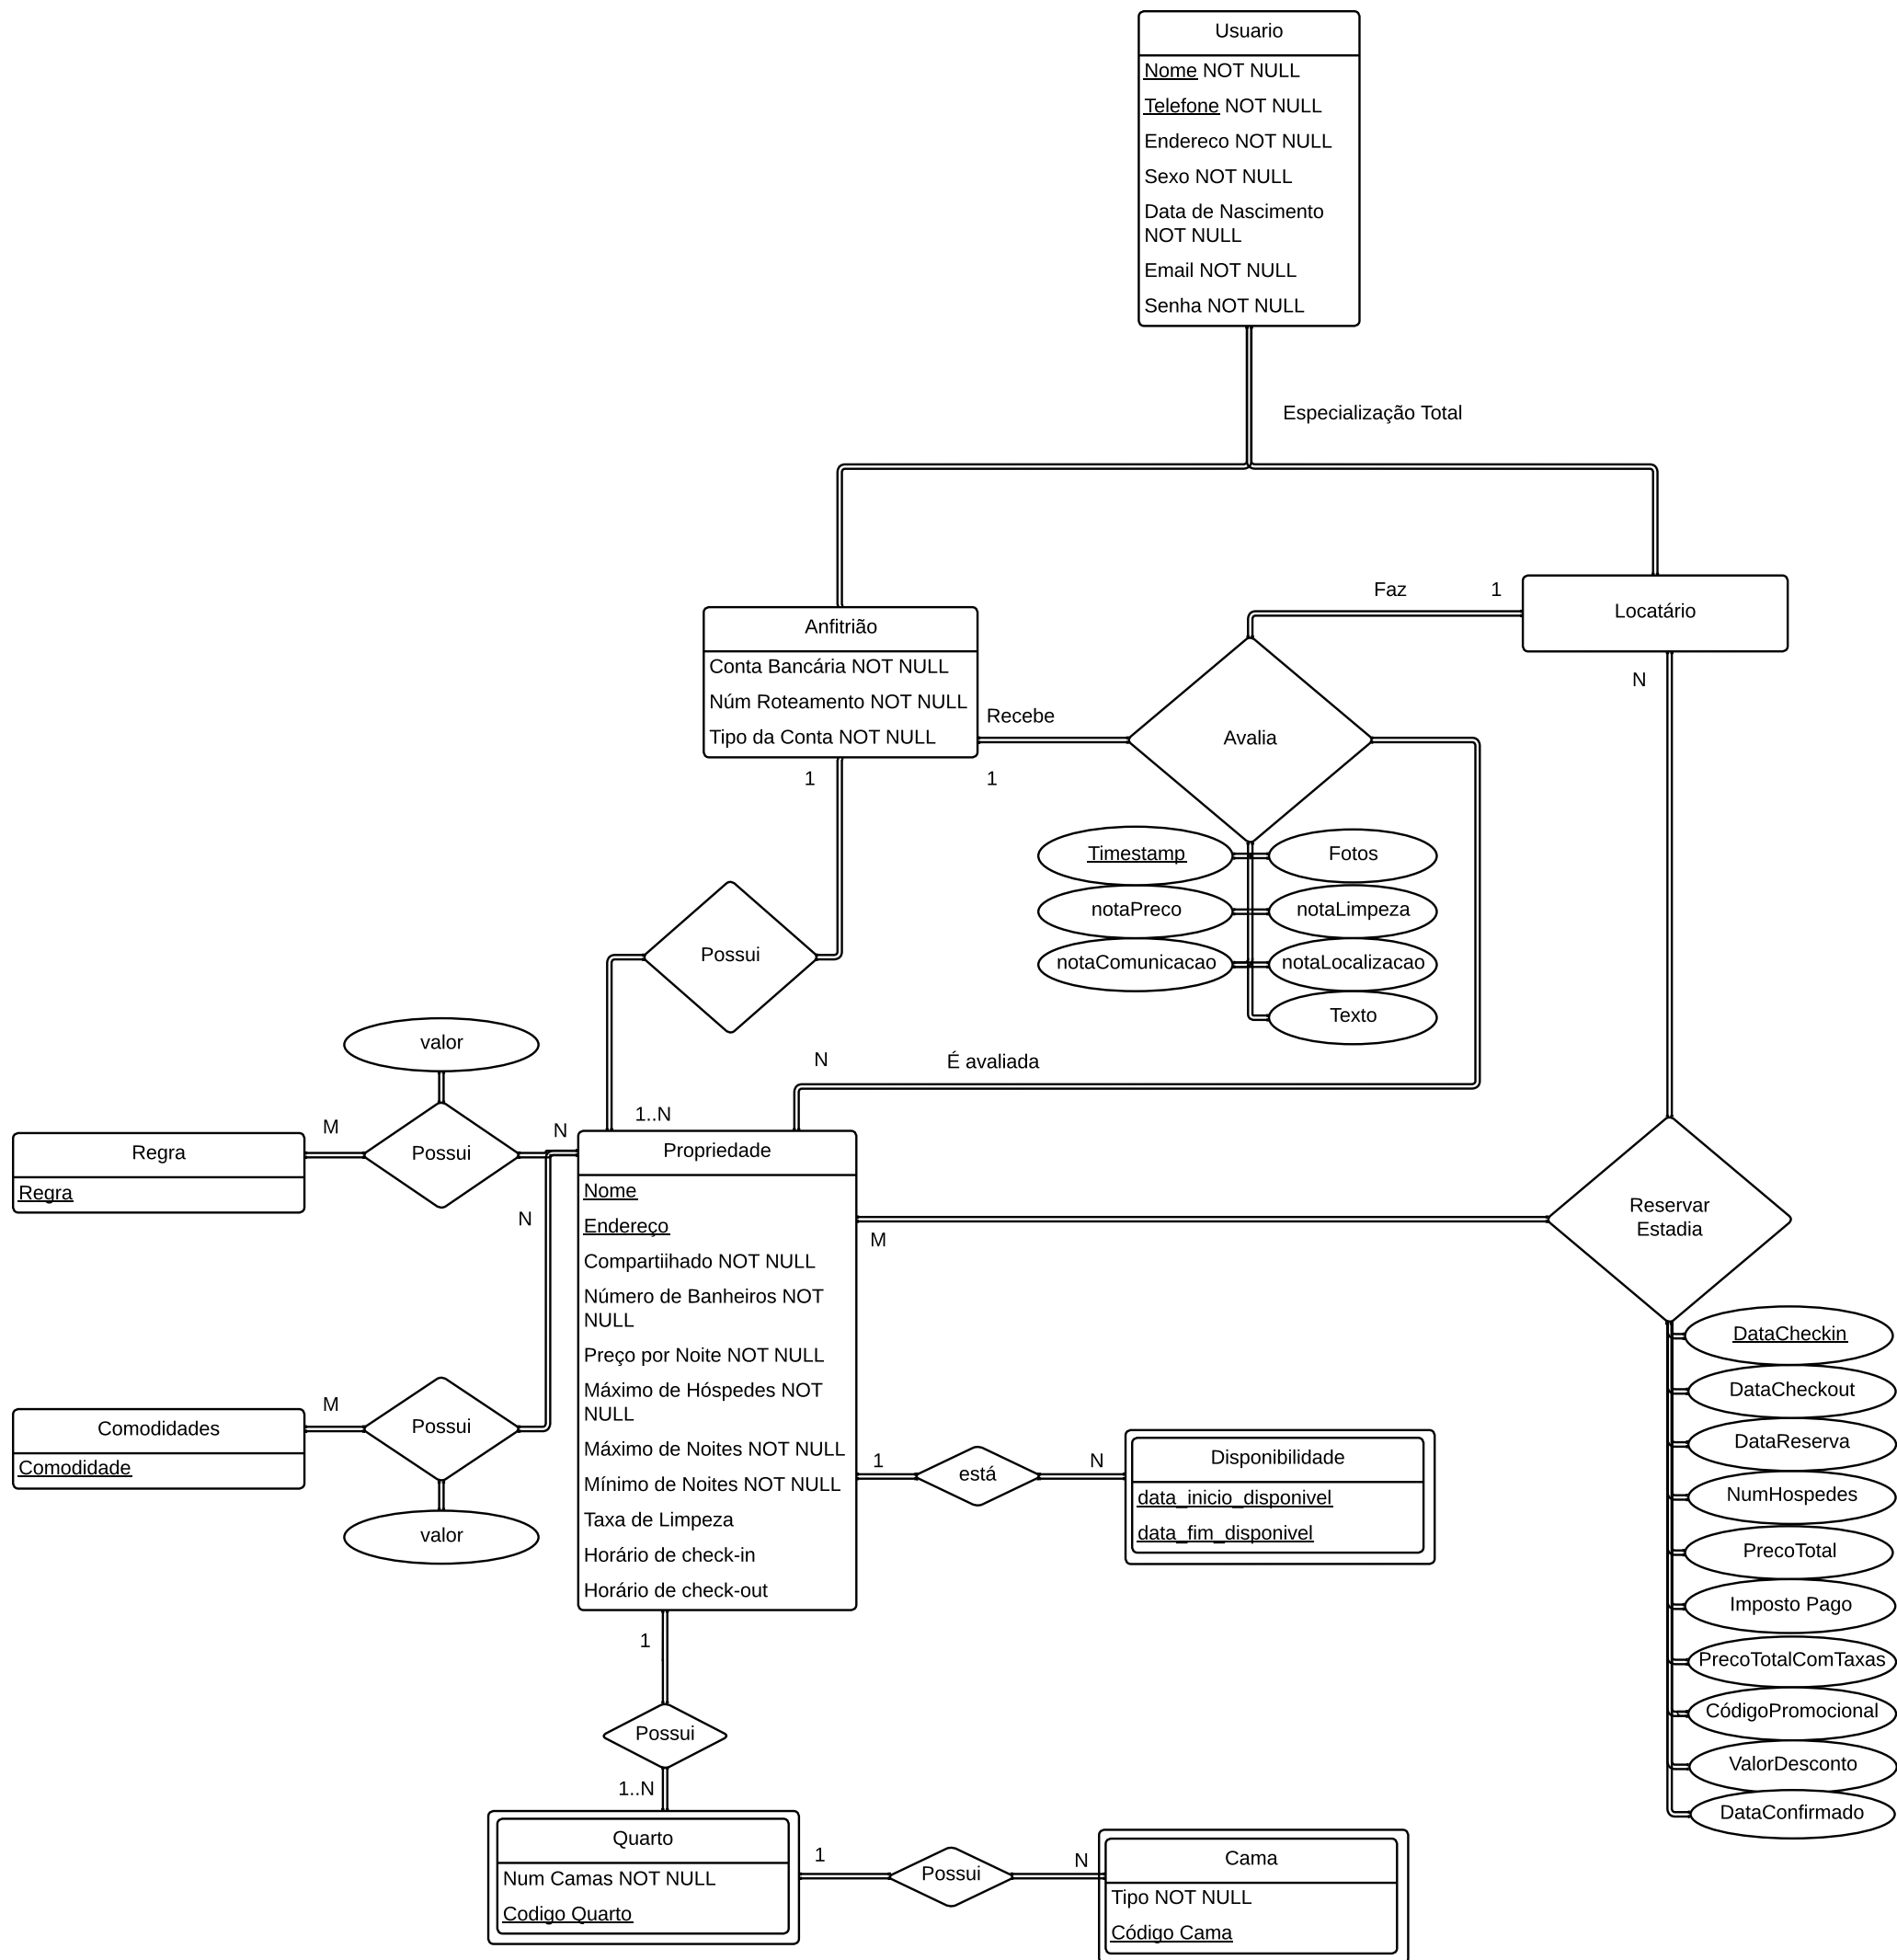 Usuario
Nome NOT NULL
Telefone NOT NULL
Endereco NOT NULL
Sexo NOT NULL
Data de Nascimento
NOT NULL
Email NOT NULL
Senha NOT NULL
Especialização Total
Faz
1
Locatário
N
Anfitrião
Conta Bancária NOT NULL
Núm Roteamento NOT NULL
Tipo da Conta NOT NULL
Recebe
1
1
Avalia
Timestamp
Fotos
notaPreco
notaLimpeza
notaComunicacao
notaLocalizacao
Texto
Possui
N
É avaliada
1..N
valor
M
Possui
N
Regra
Regra
N
Propriedade
Nome
Endereço
Compartiihado NOT NULL
Número de Banheiros NOT
NULL
Preço por Noite NOT NULL
Máximo de Hóspedes NOT
NULL
Máximo de Noites NOT NULL
Mínimo de Noites NOT NULL
Taxa de Limpeza
Horário de check-in
Horário de check-out
M
Reservar
Estadia
DataCheckin
DataCheckout
DataReserva
NumHospedes
PrecoTotal
Imposto Pago
PrecoTotalComTaxas
CódigoPromocional
ValorDesconto
DataConfirmado
Comodidades
Comodidade
M
Possui
valor
1
está
N
Disponibilidade
data_inicio_disponivel
data_fim_disponivel
1
Possui
1..N
Quarto
Num Camas NOT NULL
Codigo Quarto
1
Possui
N
Cama
Tipo NOT NULL
Código Cama